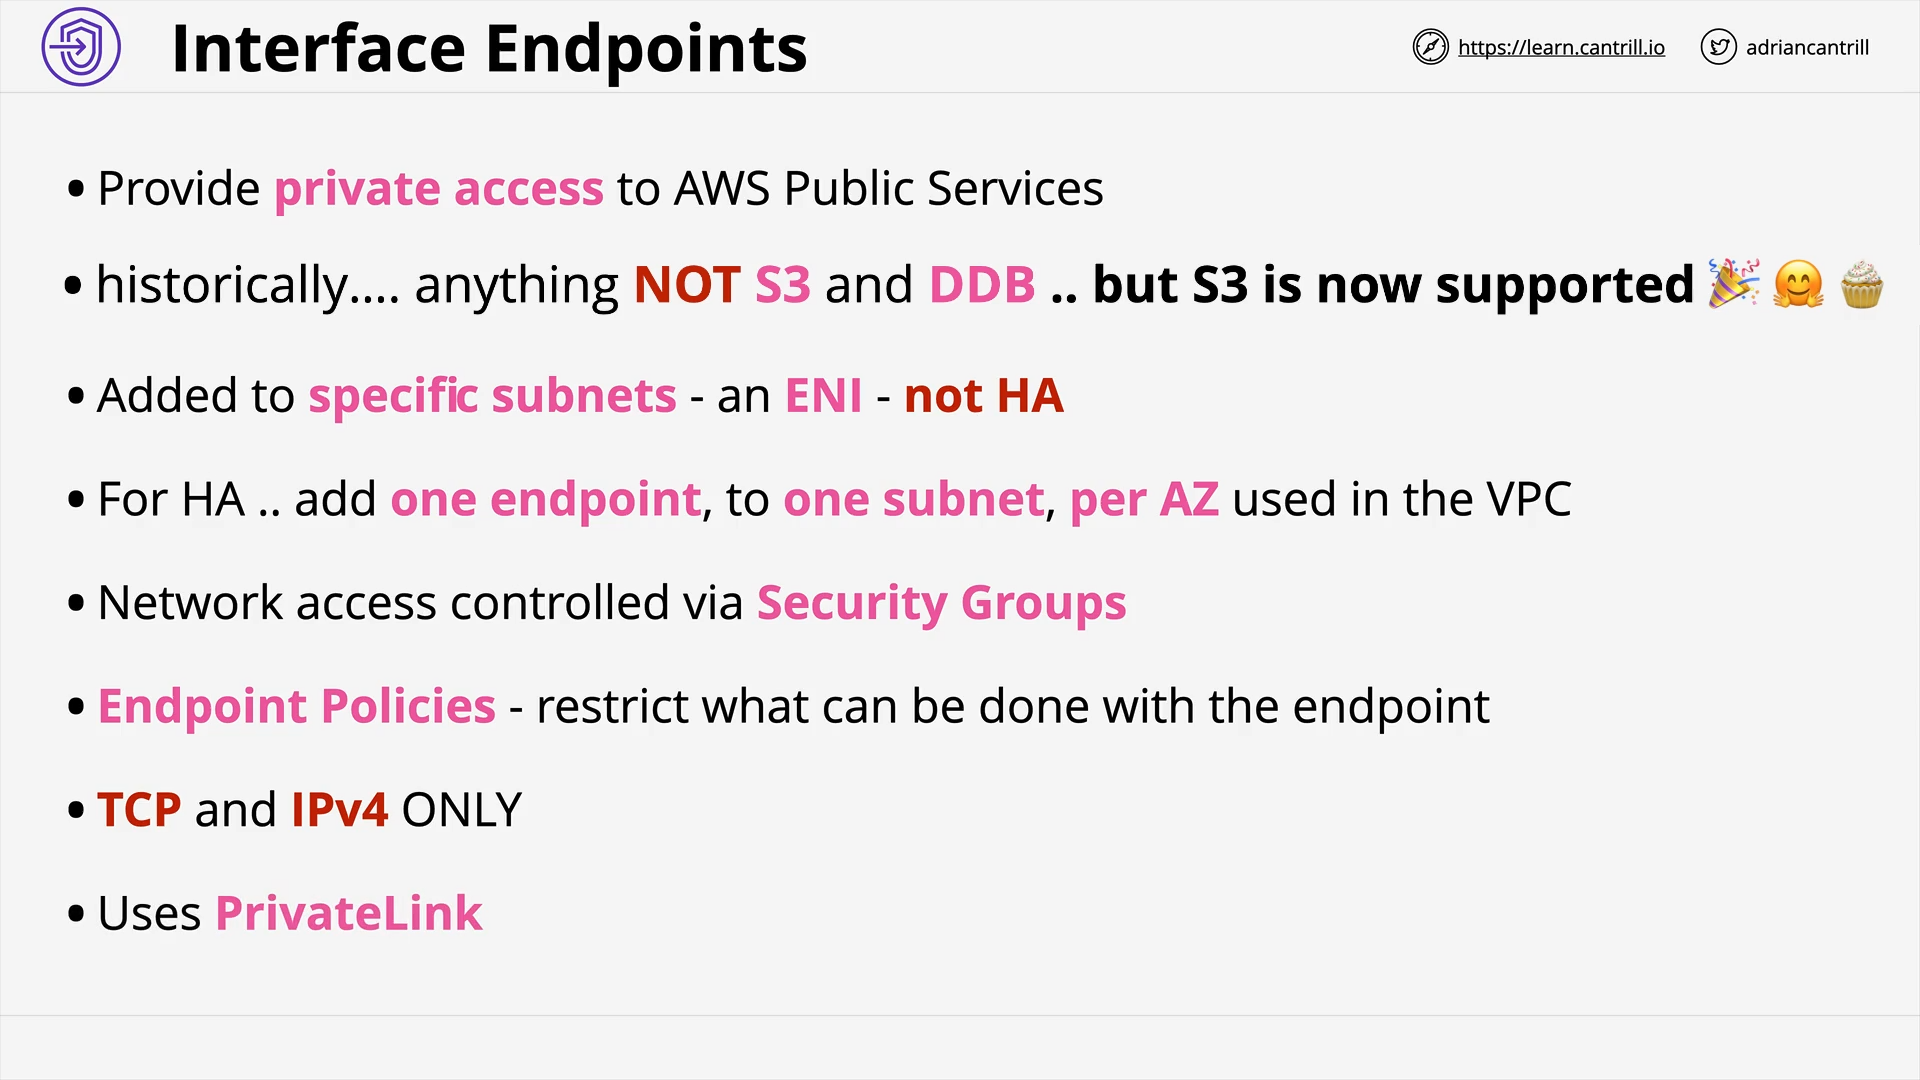 Interface Endpoints
https://learn.cantrill.io
adriancantrill
• Provide private access to AWS Public Services
• historically.... anything NOT S3 and DDB .. but S3 is now supported 🎉 🤗 🧁
• Added to specific subnets - an ENI - not HA
• For HA .. add one endpoint, to one subnet, per AZ used in the VPC
• Network access controlled via Security Groups
• Endpoint Policies - restrict what can be done with the endpoint
• TCP and IPv4 ONLY
• Uses PrivateLink